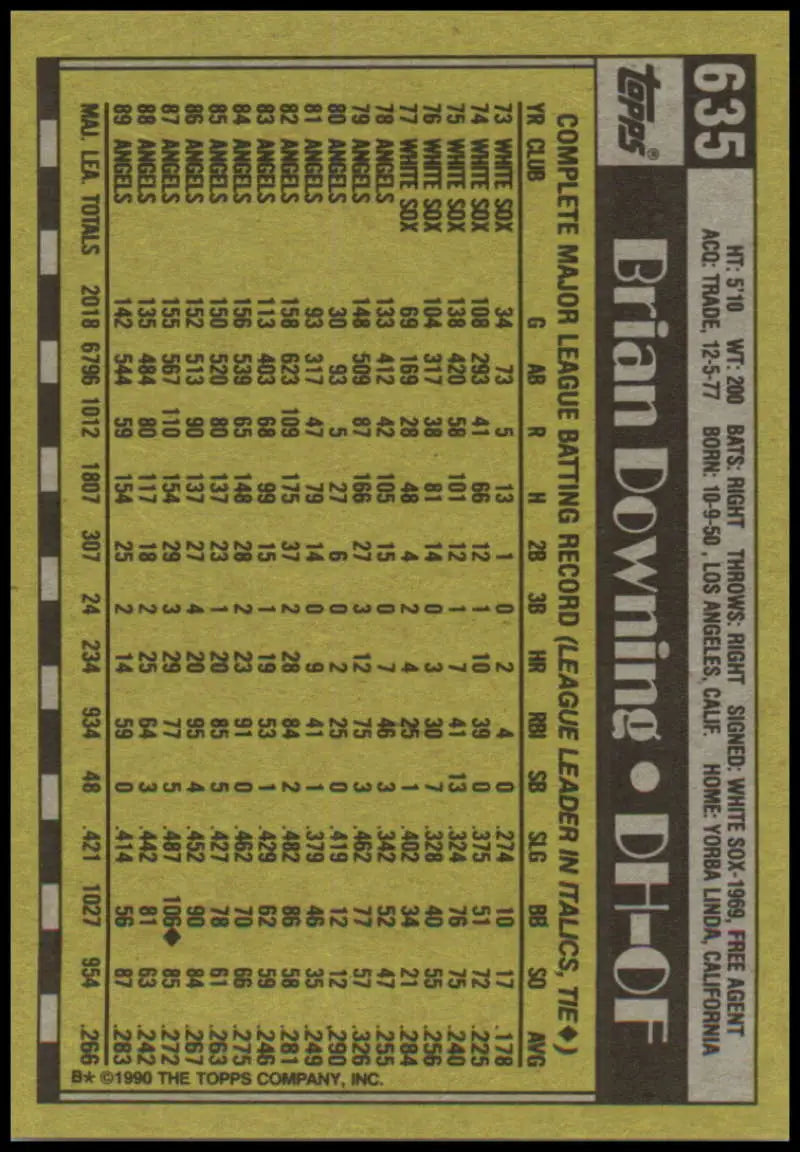 635
HT: 5'10 WT: 200 BATS: RIGHT THROWS: RIGHT SIGNED: WHITE SOX-1969, FREE AGENT
ACQ: TRADE, 12-5-77 BORN: 10-9-50, LOS ANGELES, CALIF. HOME: YORBA LINDA, CALIFORNIA
Topps®
Brian Downing • DH-OF
COMPLETE MAJOR LEAGUE BATTING RECORD (LEAGUE LEADER IN ITALICS, TIE♦)
YR CLUB G AB R H 2B 3B HR RBI SB SLG BB SO AVG
73 WHITE SOX 34 73 5 13 1 0 2 4 0 .274 10 17 .178
74 WHITE SOX 108 293 41 66 12 1 10 39 0 .375 51 72 .225
75 WHITE SOX 138 420 58 101 12 1 7 41 13 .324 76 75 .240
76 WHITE SOX 104 317 38 81 14 0 3 30 7 .328 40 55 .256
77 WHITE SOX 69 169 28 48 4 2 4 25 1 .402 34 21 .284
78 ANGELS 133 412 42 105 15 0 7 46 3 .342 52 47 .255
79 ANGELS 148 509 87 166 27 3 12 75 3 .462 77 57 .326
80 ANGELS 30 93 5 27 6 0 2 25 0 .419 12 12 .290
81 ANGELS 93 317 47 79 14 0 9 41 1 .379 46 35 .249
82 ANGELS 158 623 109 175 37 2 28 84 2 .482 86 58 .281
83 ANGELS 113 403 68 99 15 1 19 53 1 .429 62 59 .246
84 ANGELS 156 539 65 148 28 2 23 91 0 .462 70 66 .275
85 ANGELS 150 520 80 137 23 1 20 85 5 .427 78 61 .263
86 ANGELS 152 513 90 137 27 4 20 95 4 .452 90 84 .267
87 ANGELS 155 567 110 154 29 3 29 77 5 .487 106♦ 85 .272
88 ANGELS 135 484 80 117 18 2 25 64 3 .442 81 63 .242
89 ANGELS 142 544 59 154 25 2 14 59 0 .414 56 87 .283
MAJ. LEA. TOTALS 2018 6796 1012 1807 307 24 234 934 48 .421 1027 954 .266
B* ©1990 THE TOPPS COMPANY, INC.